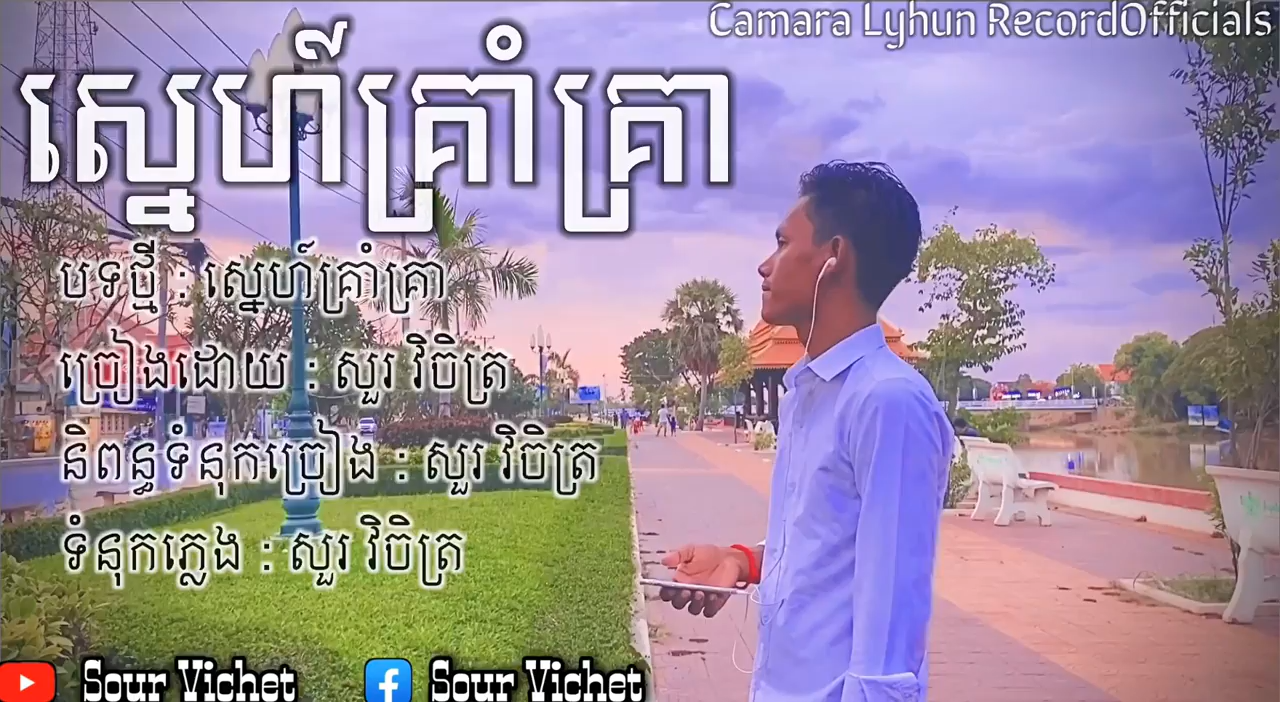 Camara Lyhun RecordOfficials
ស្នេហ៍គ្រាំគ្រា
បទថ្មី : ស្នេហ៍គ្រាំគ្រា
ច្រៀងដោយ : សួរ វិចិត្រ
និពន្ធទំនុកច្រៀង : សួរ វិចិត្រ
ទំនុកភ្លេង : សួរ វិចិត្រ
Sour Vichet
Sour Vichet